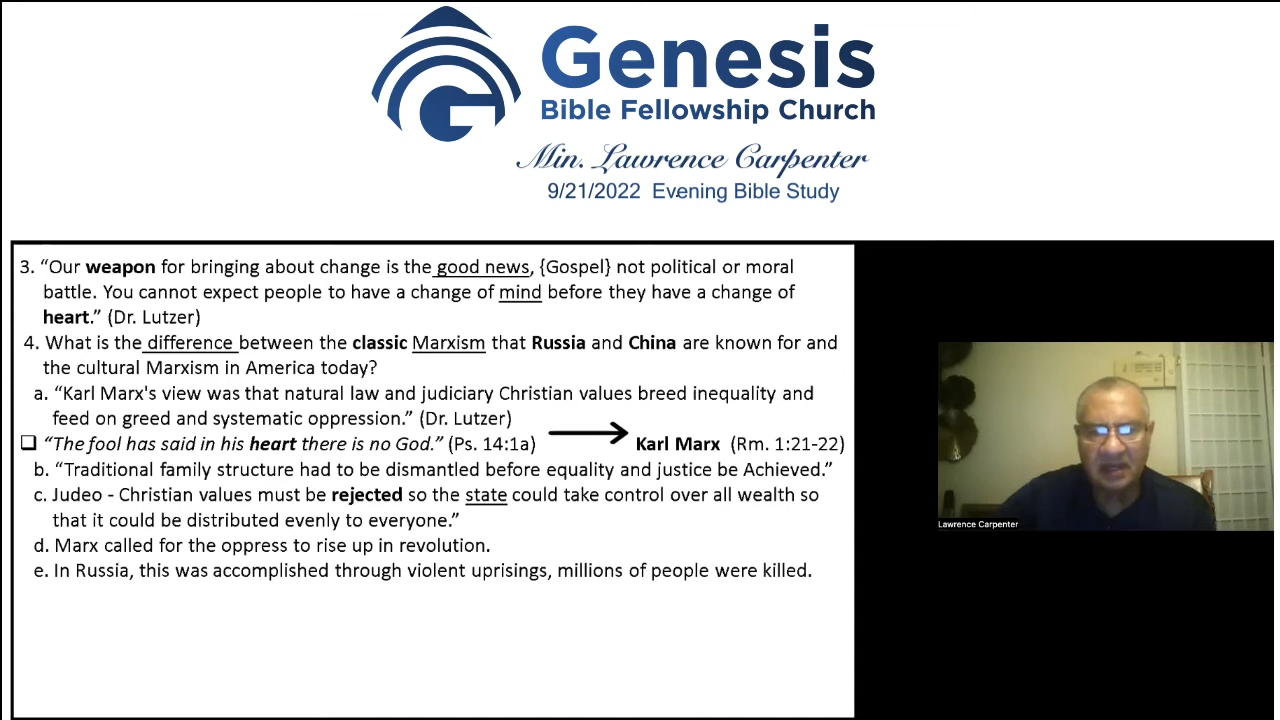 Genesis
Bible Fellowship Church
Min. Lawrence Carpenter
9/21/2022 Evening Bible Study
3. “Our weapon for bringing about change is the good news, {Gospel} not political or moral
battle. You cannot expect people to have a change of mind before they have a change of
heart.” (Dr. Lutzer)
4. What is the difference between the classic Marxism that Russia and China are known for and
the cultural Marxism in America today?
a. “Karl Marx's view was that natural law and judiciary Christian values breed inequality and
feed on greed and systematic oppression.” (Dr. Lutzer)
❑ “The fool has said in his heart there is no God.” (Ps. 14:1a) → Karl Marx (Rm. 1:21-22)
b. “Traditional family structure had to be dismantled before equality and justice be Achieved.”
c. Judeo - Christian values must be rejected so the state could take control over all wealth so
that it could be distributed evenly to everyone.”
d. Marx called for the oppress to rise up in revolution.
e. In Russia, this was accomplished through violent uprisings, millions of people were killed.
Lawrence Carpenter